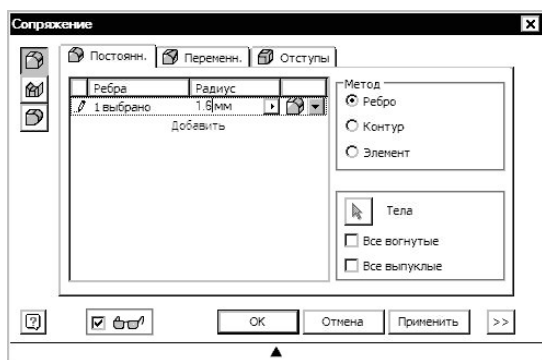 Сопряжение
Постоянн. Переменн. Отступы
Ребра Радиус
1 выбрано 1.6 мм
Добавить
Метод
Ребро
Контур
Элемент
Тела
Все вогнутые
Все выпуклые
OK Отмена Применить >>